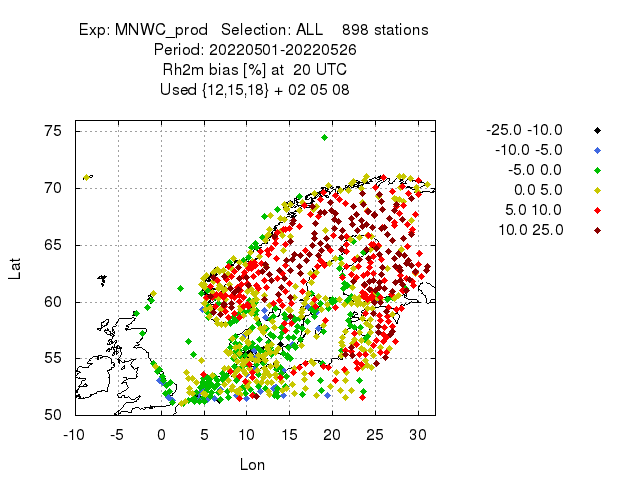 Exp: MNWC_prod   Selection: ALL    898 stations
Period: 20220501-20220526
Rh2m bias [%] at  20 UTC
Used {12,15,18} + 02 05 08
-25.0 -10.0
-10.0 -5.0
-5.0 0.0
0.0 5.0
5.0 10.0
10.0 25.0
75
70
65
60
55
50
Lat
-10 -5 0 5 10 15 20 25 30
Lon